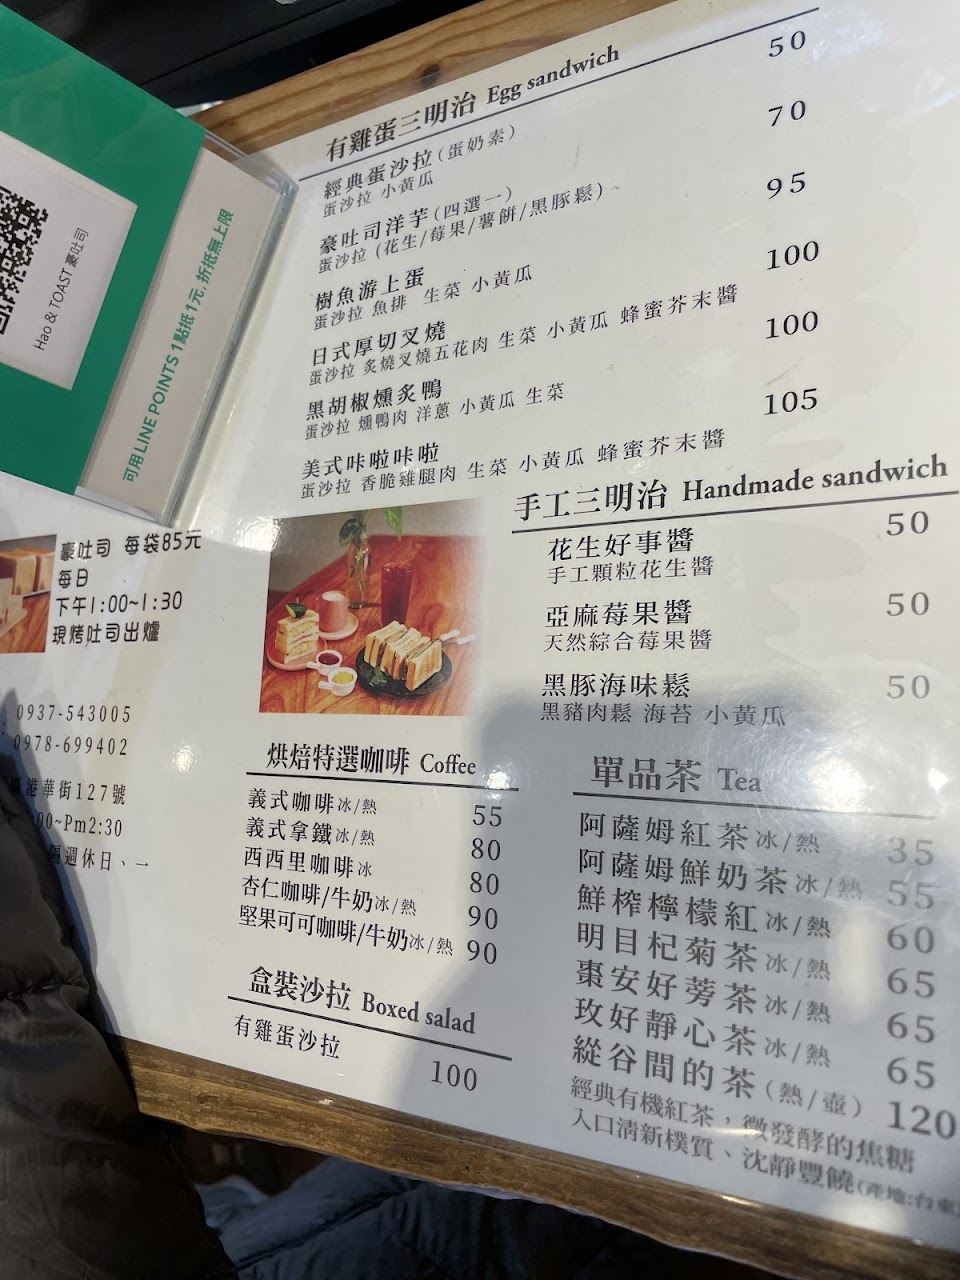 有雞蛋三明治 Egg sandwich
經典蛋沙拉(蛋奶素) 50
蛋沙拉 小黃瓜
豪吐司洋芋(四選一) 70
蛋沙拉 (花生/莓果/薯餅/黑豚鬆)
樹魚游上蛋 95
蛋沙拉 魚排 生菜 小黃瓜
日式厚切叉燒 100
蛋沙拉 炙燒叉燒五花肉 生菜 小黃瓜 蜂蜜芥末醬
黑胡椒燻炙鴨 100
蛋沙拉 燻鴨肉 洋蔥 小黃瓜 生菜
美式咔啦咔啦 105
蛋沙拉 香脆雞腿肉 生菜 小黃瓜 蜂蜜芥末醬
手工三明治 Handmade sandwich
花生好事醬 50
手工顆粒花生醬
亞麻莓果醬 50
天然綜合莓果醬
黑豚海味鬆 50
黑豬肉鬆 海苔 小黃瓜
烘焙特選咖啡 Coffee
義式咖啡冰/熱 55
義式拿鐵冰/熱 80
西西里咖啡冰 80
杏仁咖啡/牛奶冰/熱 90
堅果可可咖啡/牛奶冰/熱 90
盒裝沙拉 Boxed salad
有雞蛋沙拉 100
單品茶 Tea
阿薩姆紅茶冰/熱 35
阿薩姆鮮奶茶冰/熱 55
鮮榨檸檬紅冰/熱 60
明目杞菊茶冰/熱 65
棗安好蒡茶冰/熱 65
玫好靜心茶冰/熱 65
縱谷間的茶(熱/壺) 120
經典有機紅茶，微發酵的焦糖
入口清新樸質、沈靜豐饒(產地:台東
Hao & TOAST 豪吐司
可用 LINE POINTS 1點抵 1元, 折抵無上限
豪吐司 每袋85元
每日
下午1:00~1:30
現烤吐司出爐
0937-543005
0978-699402
港華街127號
00~Pm2:30
隔週休日、一